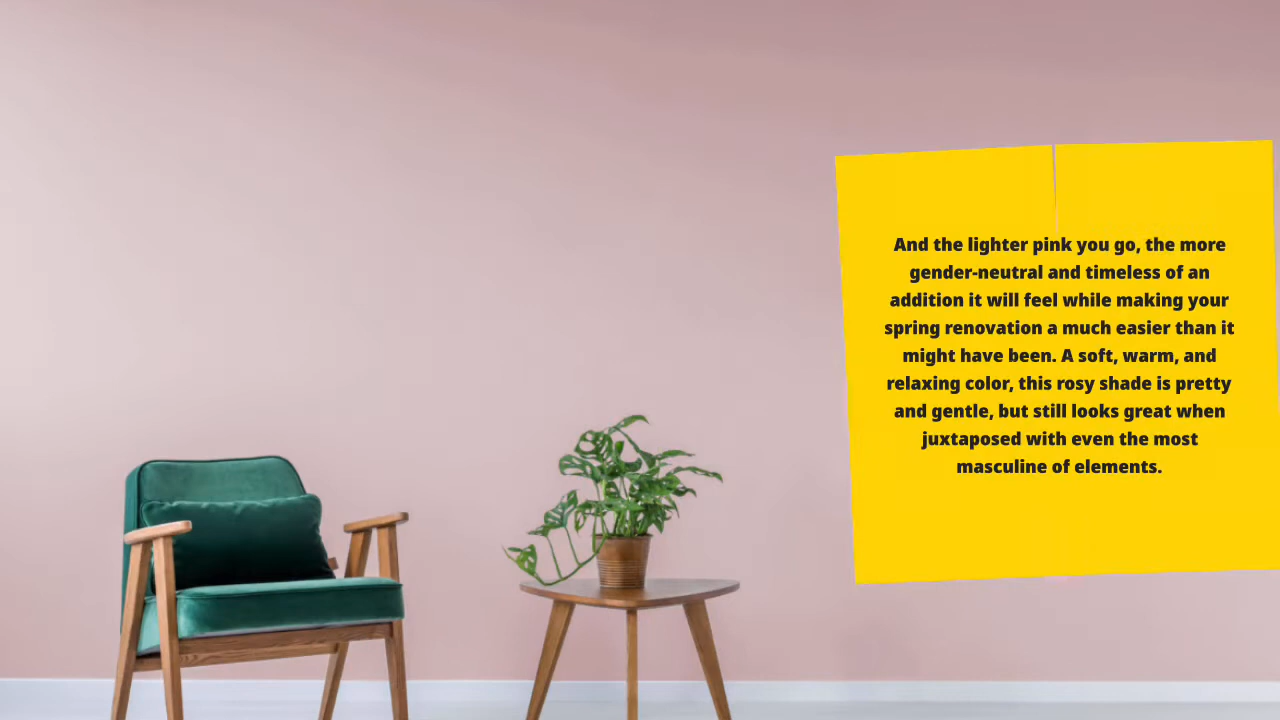 And the lighter pink you go, the more
gender-neutral and timeless of an
addition it will feel while making your
spring renovation a much easier than it
might have been. A soft, warm, and
relaxing color, this rosy shade is pretty
and gentle, but still looks great when
juxtaposed with even the most
masculine of elements.